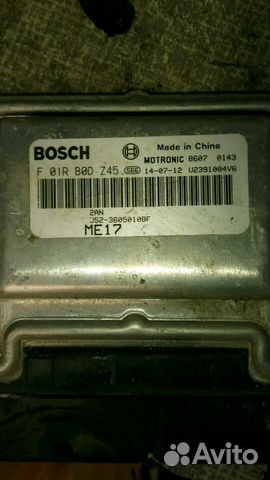 Made in China
BOSCH MOTRONIC 8607 0143
F 01R B0D Z45 SGG 14-07-12 U2391004V6
2AN
J52-3605010BF
ME17
Avito